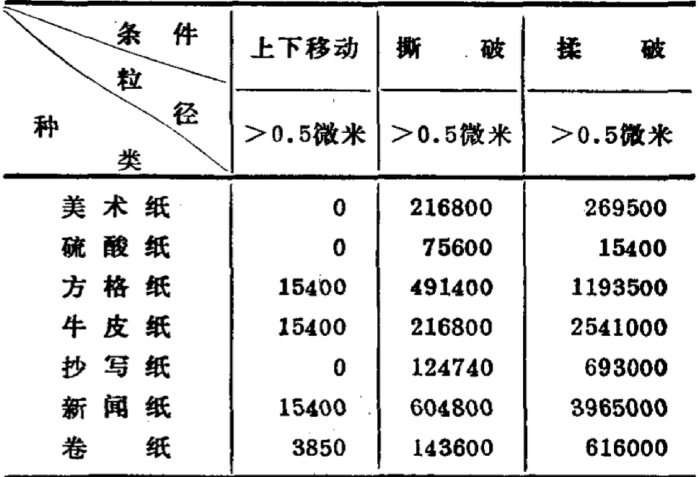 条件 上下移动 撕破 揉破
粒径
种类 >0.5微米 >0.5微米 >0.5微米
美术纸 0 216800 269500
硫酸纸 0 75600 15400
方格纸 15400 491400 1193500
牛皮纸 15400 216800 2541000
抄写纸 0 124740 693000
新闻纸 15400 604800 3965000
卷纸 3850 143600 616000